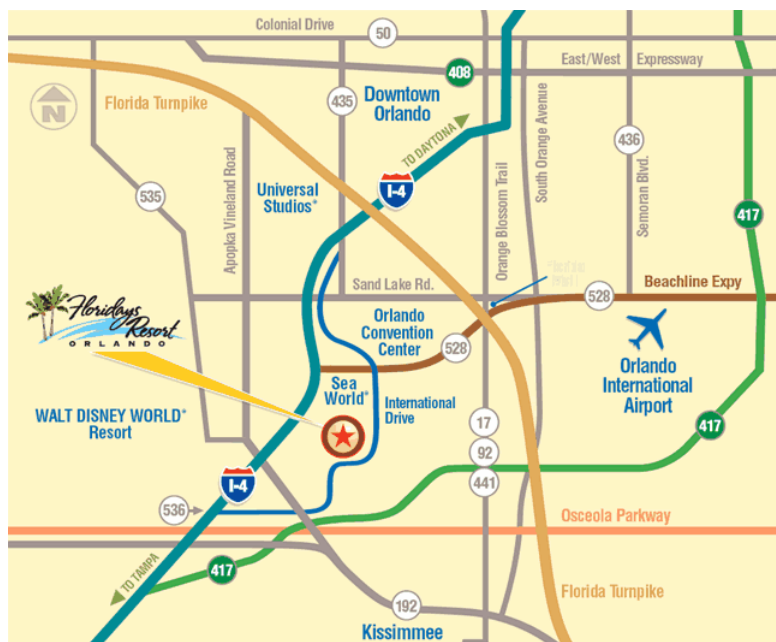 Colonial Drive
50
East/West Expressway
408
Florida Turnpike
N
435
Downtown
Orlando
TO DAYTONA
South Orange Avenue
436
Semoran Blvd.
535
Apopka Vineland Road
Universal
Studios*
I-4
Orange Blossom Trail
417
Sand Lake Rd.
Beachline Expy
528
Floridays
Resort
ORLANDO
Orlando
Convention
Center
528
Orlando
International
Airport
Sea
World*
International
Drive
WALT DISNEY WORLD*
Resort
17
92
441
417
I-4
536
Osceola Parkway
TO TAMPA
417
192
Florida Turnpike
Kissimmee